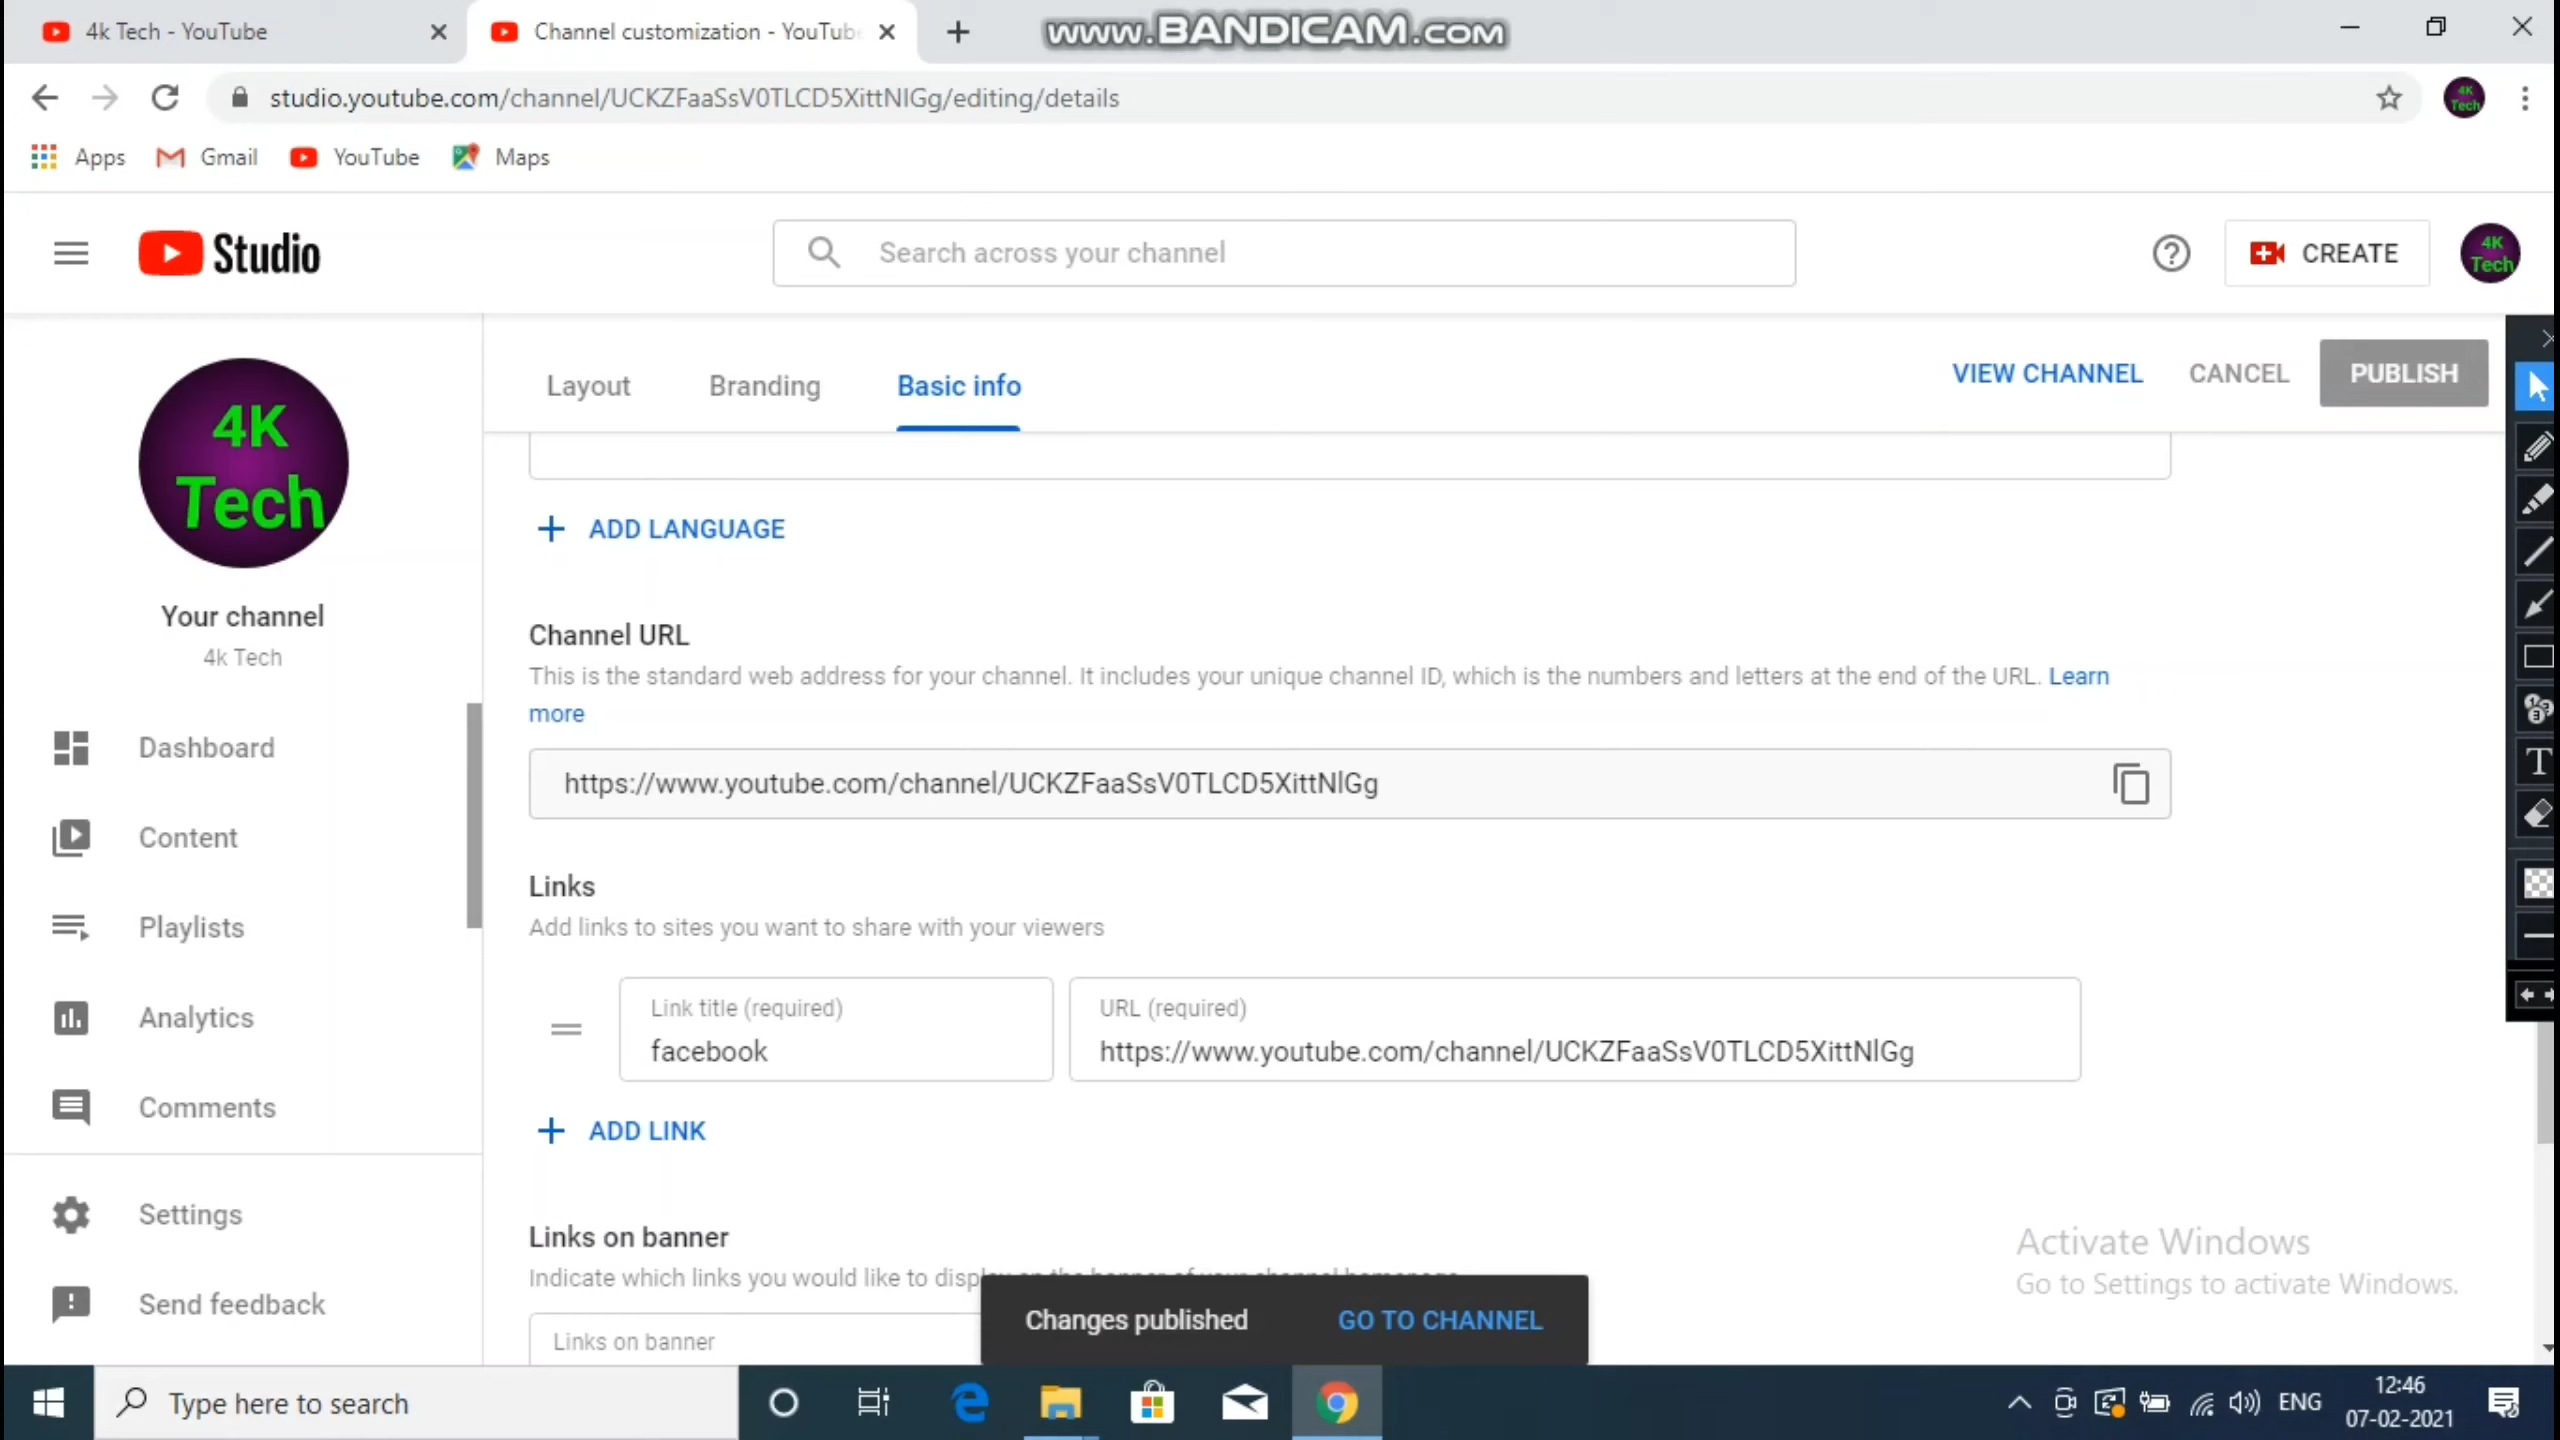 4k Tech - YouTube
Channel customization - YouTub
www.BANDICAM.com
studio.youtube.com/channel/UCKZFaaSsV0TLCD5XittNlGg/editing/details
4K
Tech
Apps
Gmail
YouTube
Maps
Studio
Search across your channel
CREATE
4K
Tech
4K
Tech
Your channel
4k Tech
Dashboard
Content
Playlists
Analytics
Comments
Settings
Send feedback
Layout
Branding
Basic info
VIEW CHANNEL
CANCEL
PUBLISH
ADD LANGUAGE
Channel URL
This is the standard web address for your channel. It includes your unique channel ID, which is the numbers and letters at the end of the URL. Learn
more
https://www.youtube.com/channel/UCKZFaaSsV0TLCD5XittNlGg
Links
Add links to sites you want to share with your viewers
Link title (required)
facebook
URL (required)
https://www.youtube.com/channel/UCKZFaaSsV0TLCD5XittNlGg
ADD LINK
Links on banner
Indicate which links you would like to
Links on banner
Changes published
GO TO CHANNEL
Activate Windows
Go to Settings to activate Windows.
Type here to search
ENG
12:46
07-02-2021